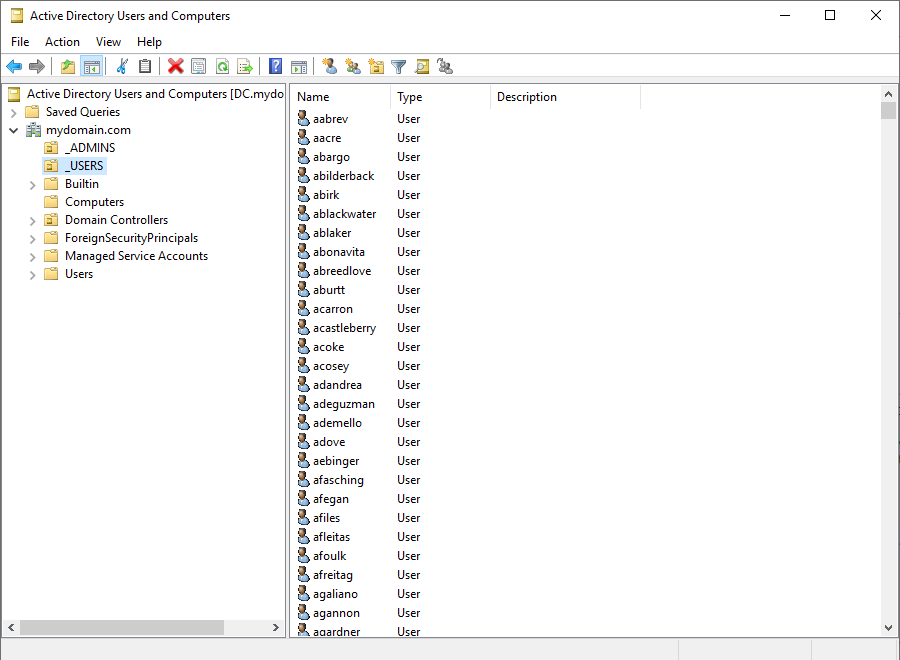 Active Directory Users and Computers
File Action View Help
Active Directory Users and Computers [DC.mydo
Saved Queries
mydomain.com
_ADMINS
_USERS
Builtin
Computers
Domain Controllers
ForeignSecurityPrincipals
Managed Service Accounts
Users
Name Type Description
aabrev User
aacre User
abargo User
abilderback User
abirk User
ablackwater User
ablaker User
abonavita User
abreedlove User
aburtt User
acarron User
acastleberry User
acoke User
acosey User
adandrea User
adeguzman User
ademello User
adove User
aebinger User
afasching User
afegan User
afiles User
afleitas User
afoulk User
afreitag User
agaliano User
agannon User
agardner User